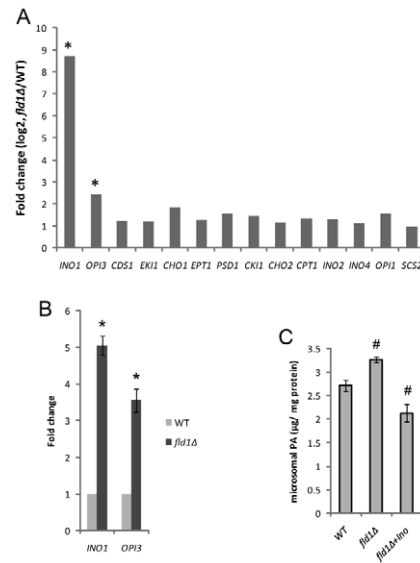 A
Fold change (log2, fld1Δ/WT)
10
9
8
7
6
5
4
3
2
1
0
*
*
INO1 OPI3 CDS1 EKI1 CHO1 EPT1 PSD1 CKI1 CHO2 CPT1 INO2 INO4 OPI1 SCS2
B
Fold change
6
5
4
3
2
1
0
*
*
INO1 OPI3
WT
fld1Δ
C
microsomal PA (µg/ mg protein)
3.5
3
2.5
2
1.5
1
0.5
0
#
#
WT fld1Δ fld1Δ+Ino